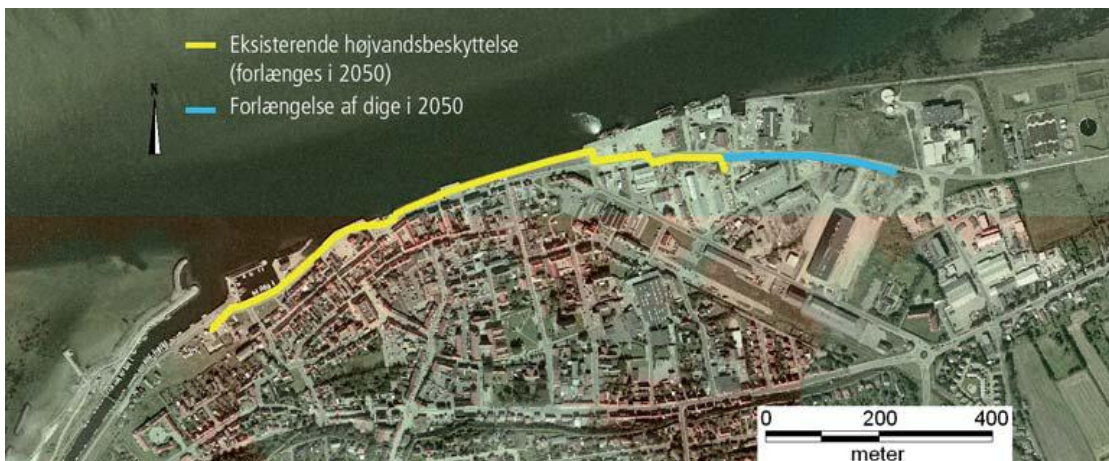 Eksisterende højvandsbeskyttelse
(forlænges i 2050)
Forlængelse af dige i 2050
N
0 200 400
meter